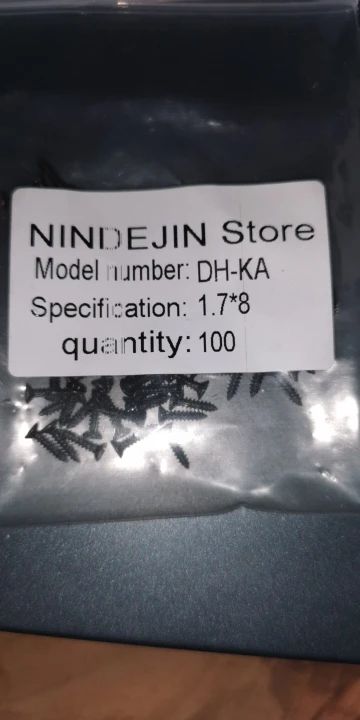 NINDEJIN Store
Model number: DH-KA
Specification: 1.7*8
quantity: 100